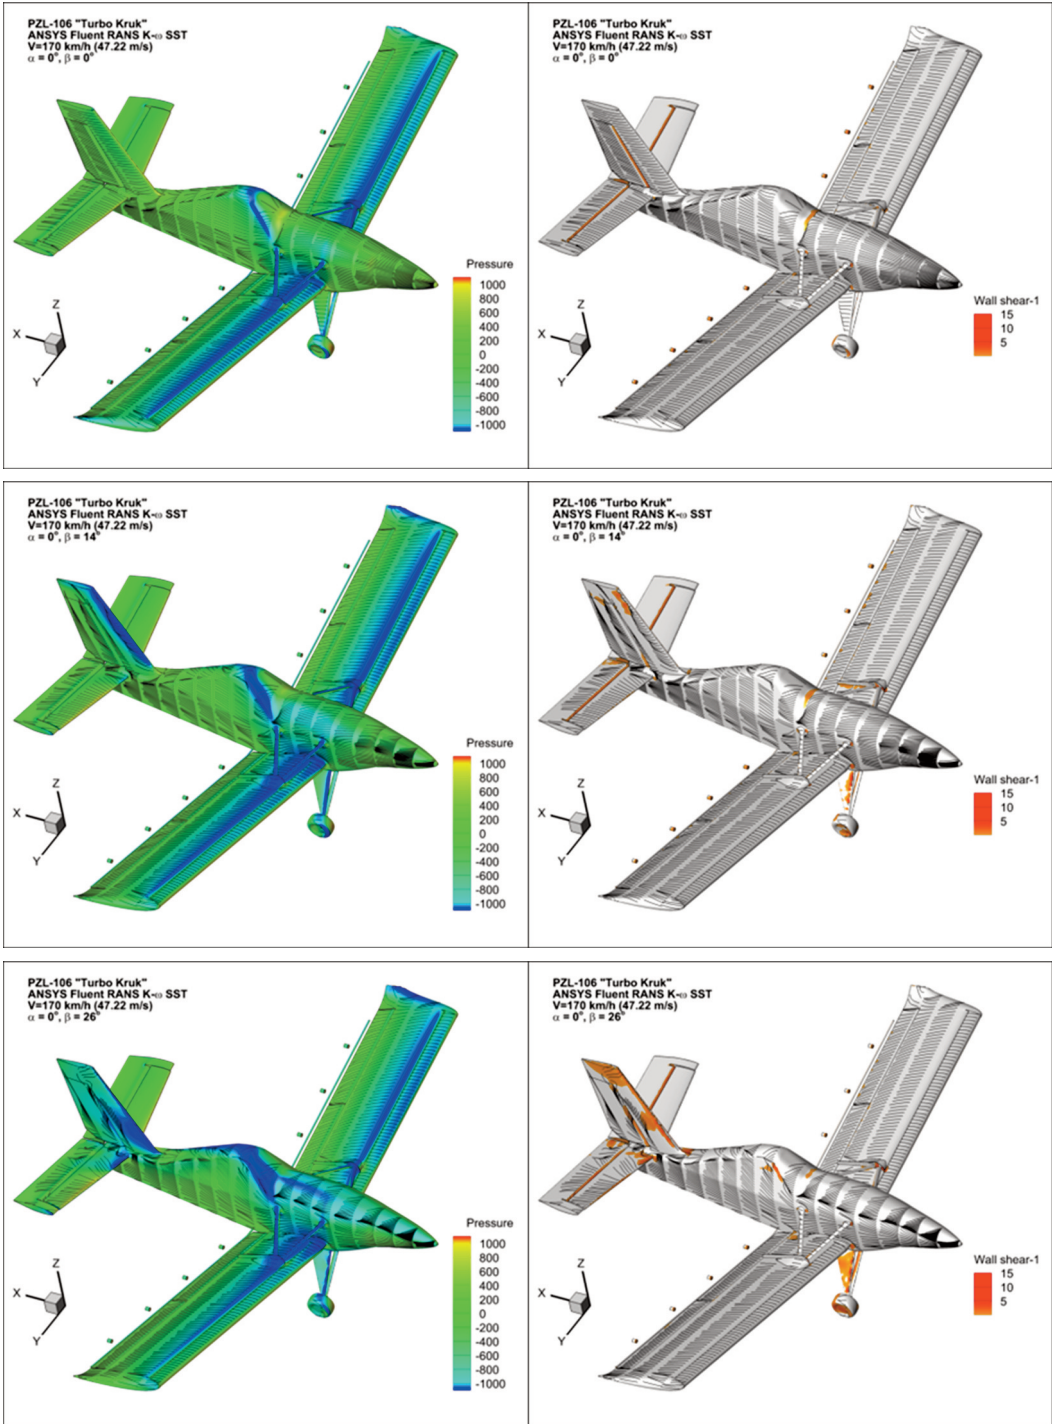 PZL-106 "Turbo Kruk"
ANSYS Fluent RANS K-ω SST
V=170 km/h (47.22 m/s)
α = 0°, β = 0°
Pressure
1000
800
600
400
200
0
-200
-400
-600
-800
-1000
Z
X
Y
PZL-106 "Turbo Kruk"
ANSYS Fluent RANS K-ω SST
V=170 km/h (47.22 m/s)
α = 0°, β = 0°
Wall shear-1
15
10
5
Z
X
Y
PZL-106 "Turbo Kruk"
ANSYS Fluent RANS K-ω SST
V=170 km/h (47.22 m/s)
α = 0°, β = 14°
Pressure
1000
800
600
400
200
0
-200
-400
-600
-800
-1000
Z
X
Y
PZL-106 "Turbo Kruk"
ANSYS Fluent RANS K-ω SST
V=170 km/h (47.22 m/s)
α = 0°, β = 14°
Wall shear-1
15
10
5
Z
X
Y
PZL-106 "Turbo Kruk"
ANSYS Fluent RANS K-ω SST
V=170 km/h (47.22 m/s)
α = 0°, β = 26°
Pressure
1000
800
600
400
200
0
-200
-400
-600
-800
-1000
Z
X
Y
PZL-106 "Turbo Kruk"
ANSYS Fluent RANS K-ω SST
V=170 km/h (47.22 m/s)
α = 0°, β = 26°
Wall shear-1
15
10
5
Z
X
Y